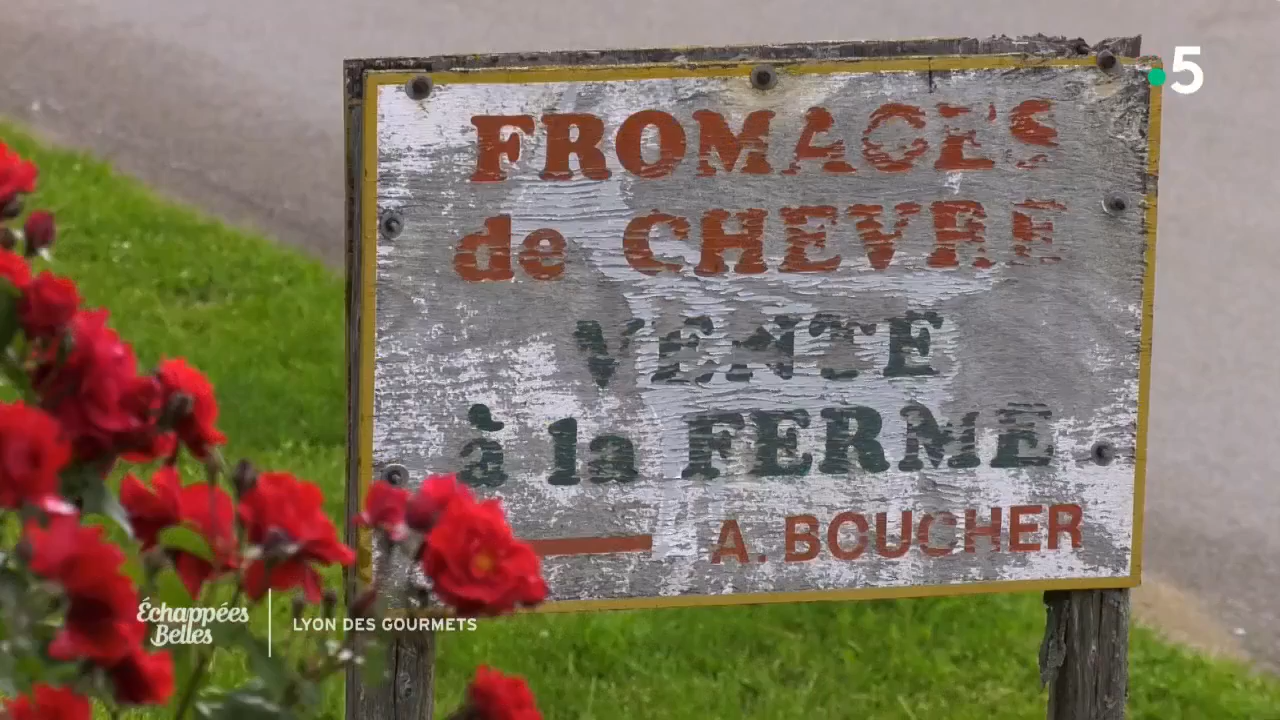 FROMAGES
de CHEVRE
VENTE
à la FERME
A. BOUCHER
5
Échappées
Belles
LYON DES GOURMETS